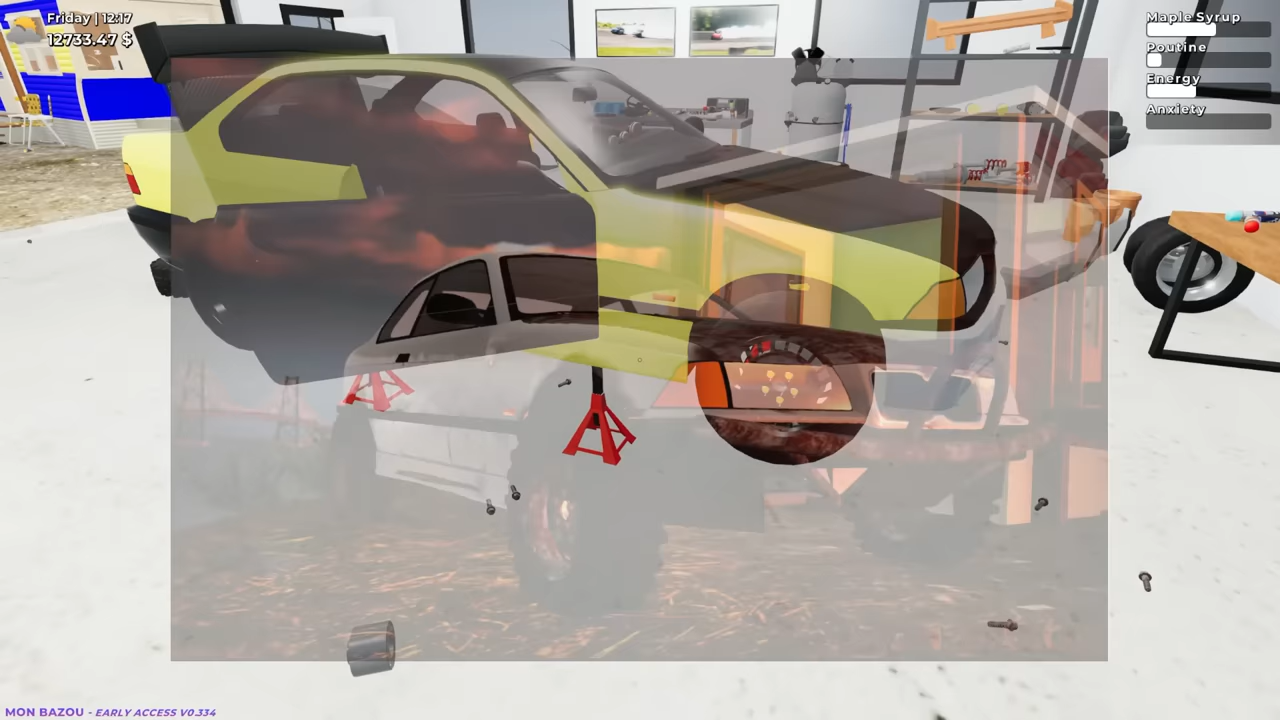 Friday | 12:17
12733.47 $
Maple Syrup
Poutine
Energy
Anxiety
MON BAZOU - EARLY ACCESS V0.334